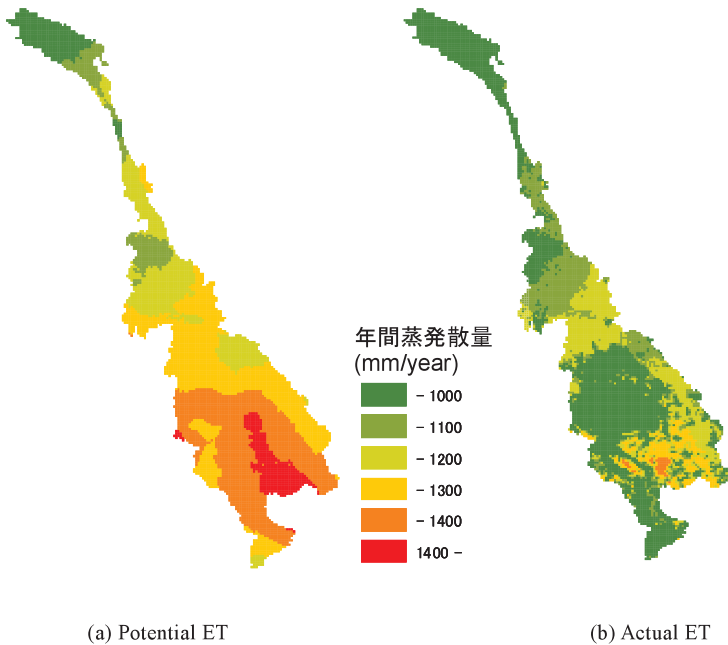 年間蒸発散量
(mm/year)
- 1000
- 1100
- 1200
- 1300
- 1400
1400 -
(a) Potential ET
(b) Actual ET